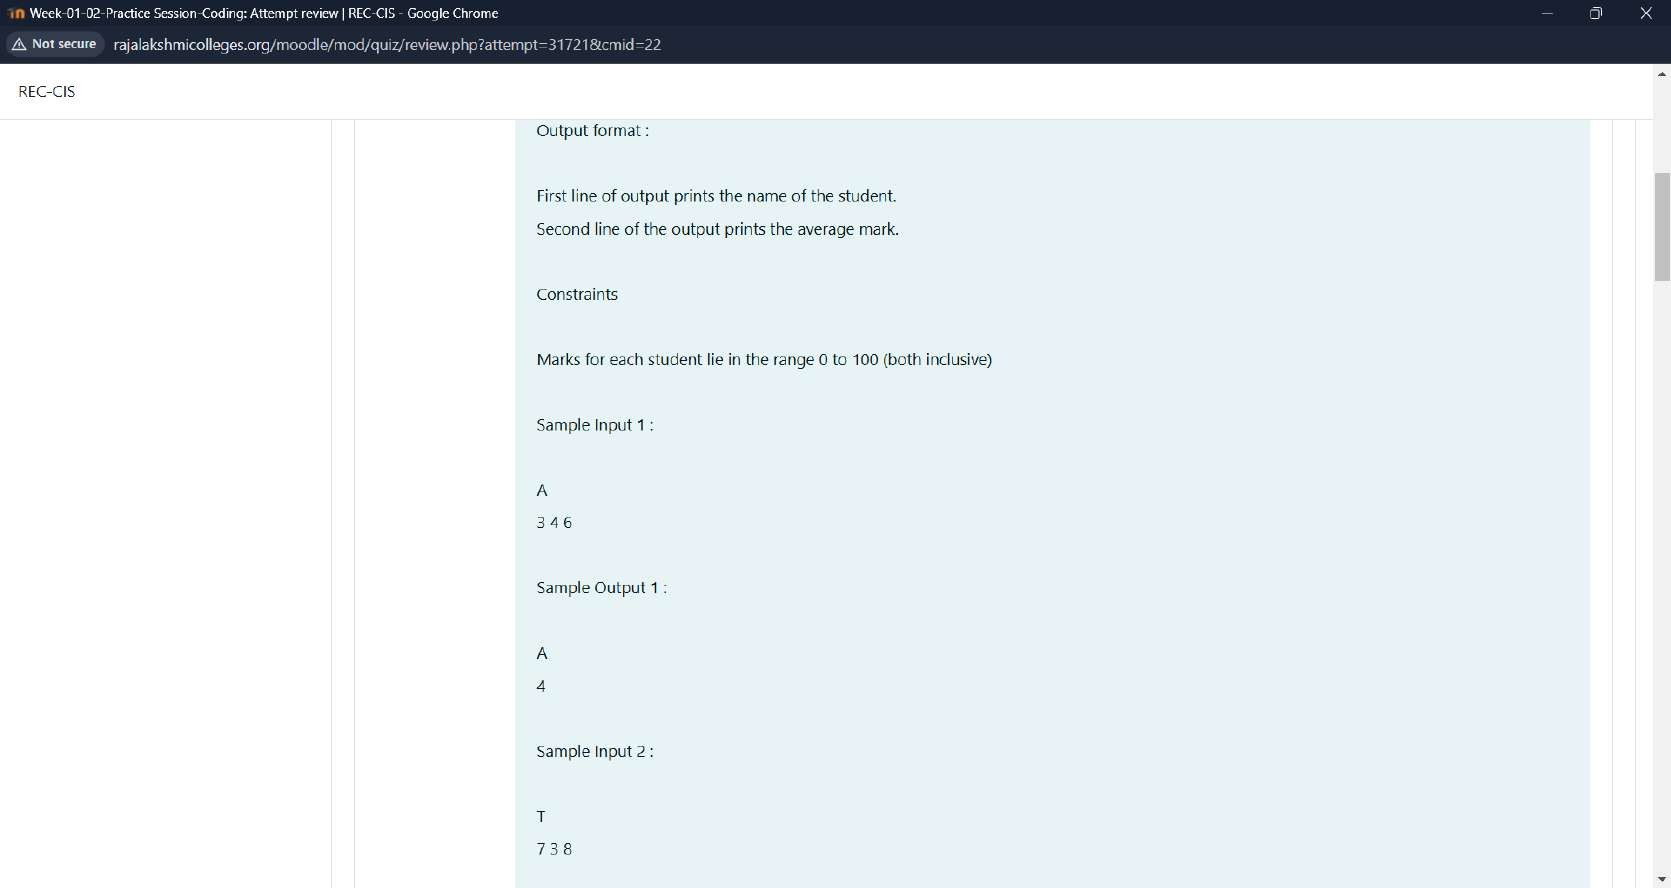 Week-01-02-Practice Session-Coding: Attempt review | REC-CIS - Google Chrome
Not secure rajalakshmicolleges.org/moodle/mod/quiz/review.php?attempt=31721&cmid=22
REC-CIS
Output format :
First line of output prints the name of the student.
Second line of the output prints the average mark.
Constraints
Marks for each student lie in the range 0 to 100 (both inclusive)
Sample Input 1 :
A
3 4 6
Sample Output 1 :
A
4
Sample Input 2 :
T
7 3 8